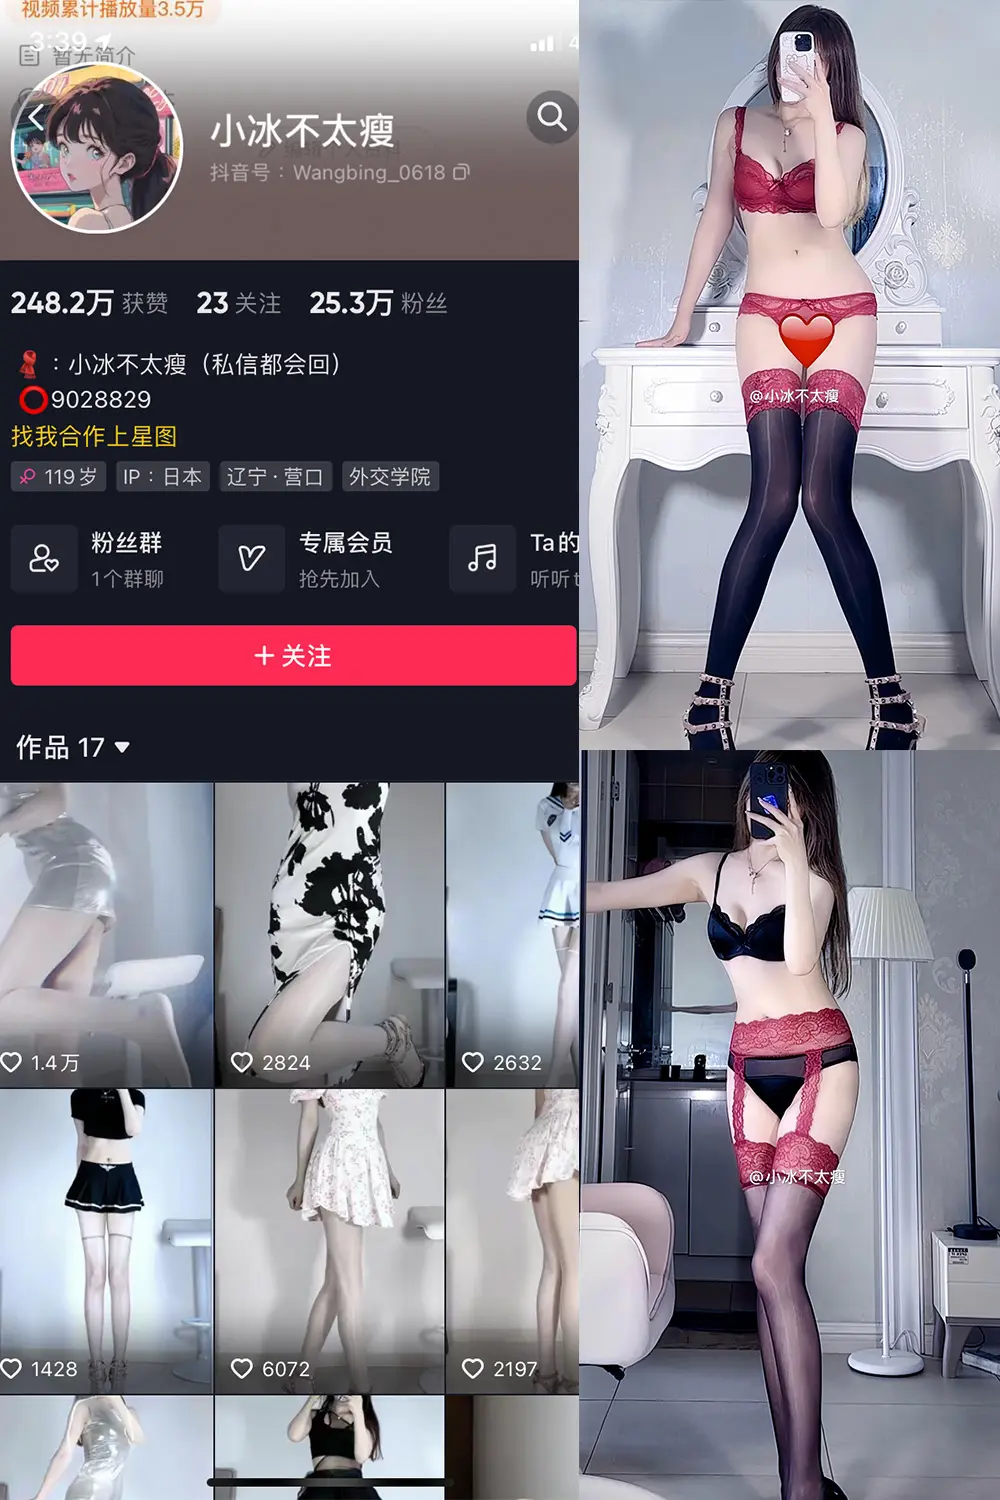 视频累计播放量3.5万
3:39
4
暂无简介
小冰不太瘦
抖音号：Wangbing_0618
248.2万 获赞 23 关注 25.3万 粉丝
：小冰不太瘦（私信都会回）
9028829
找我合作上星图
119岁 IP：日本 辽宁·营口 外交学院
粉丝群
1个群聊
专属会员
抢先加入
Ta的
听听t
+ 关注
作品 17
1.4万
2824
2632
1428
6072
2197
@小冰不太瘦
@小冰不太瘦